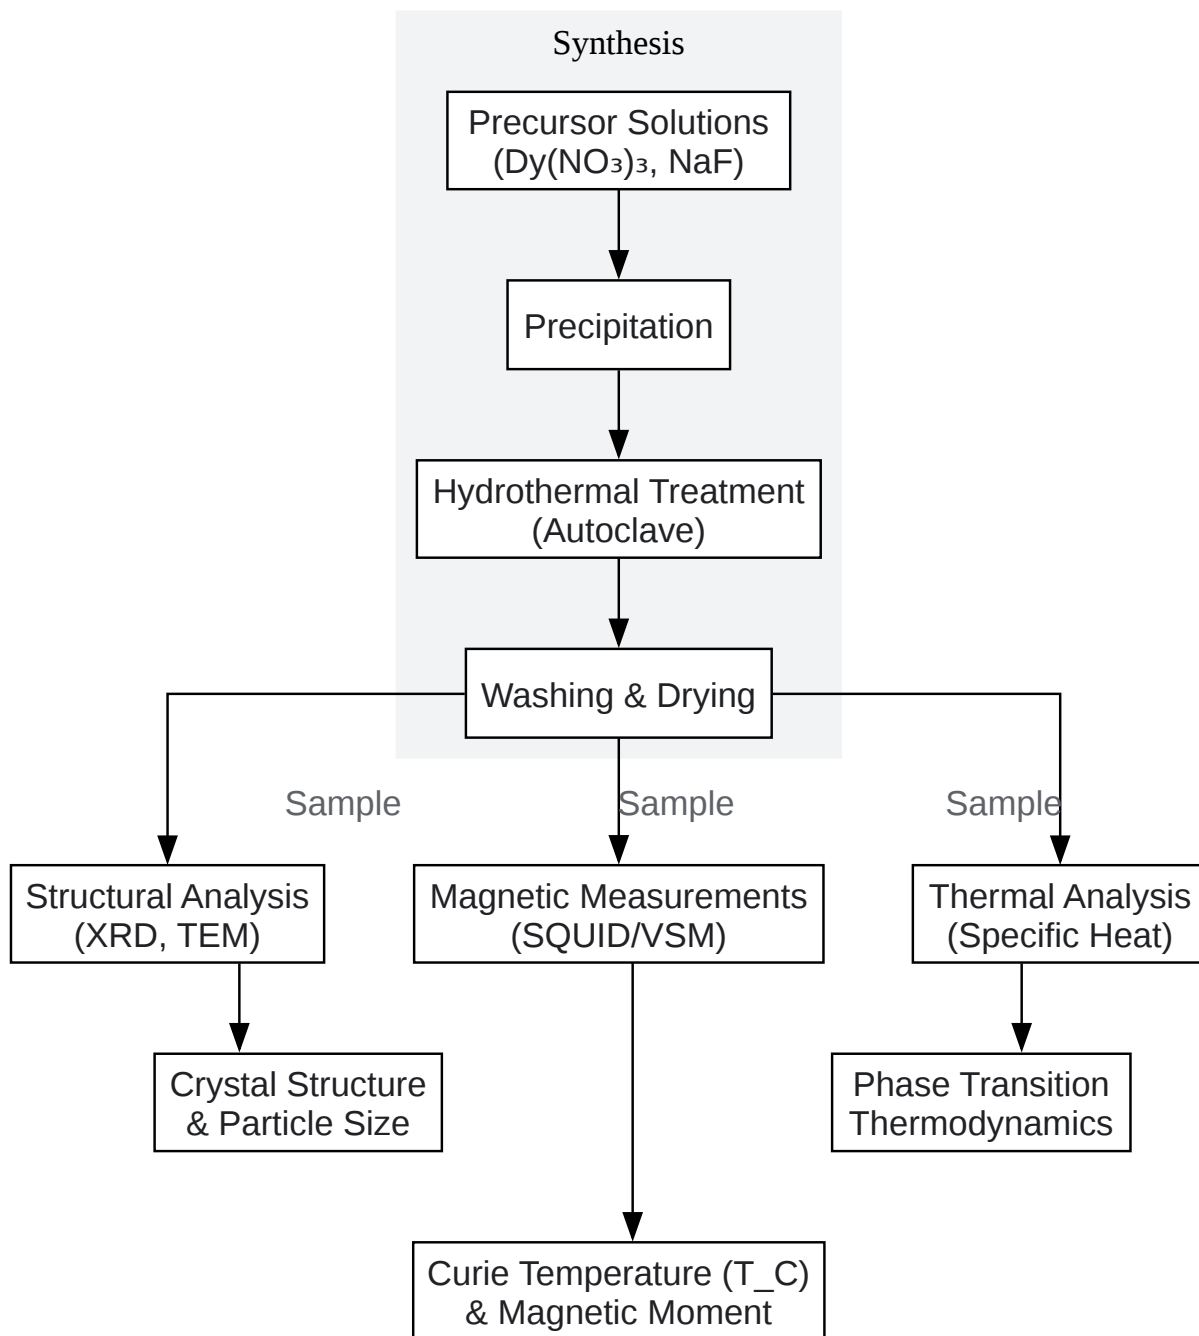 Synthesis
Precursor Solutions
(Dy(NO₃)₃, NaF)
Precipitation
Hydrothermal Treatment
(Autoclave)
Washing & Drying
Sample
Sample
Sample
Structural Analysis
(XRD, TEM)
Magnetic Measurements
(SQUID/VSM)
Thermal Analysis
(Specific Heat)
Crystal Structure
& Particle Size
Phase Transition
Thermodynamics
Curie Temperature (T_C)
& Magnetic Moment